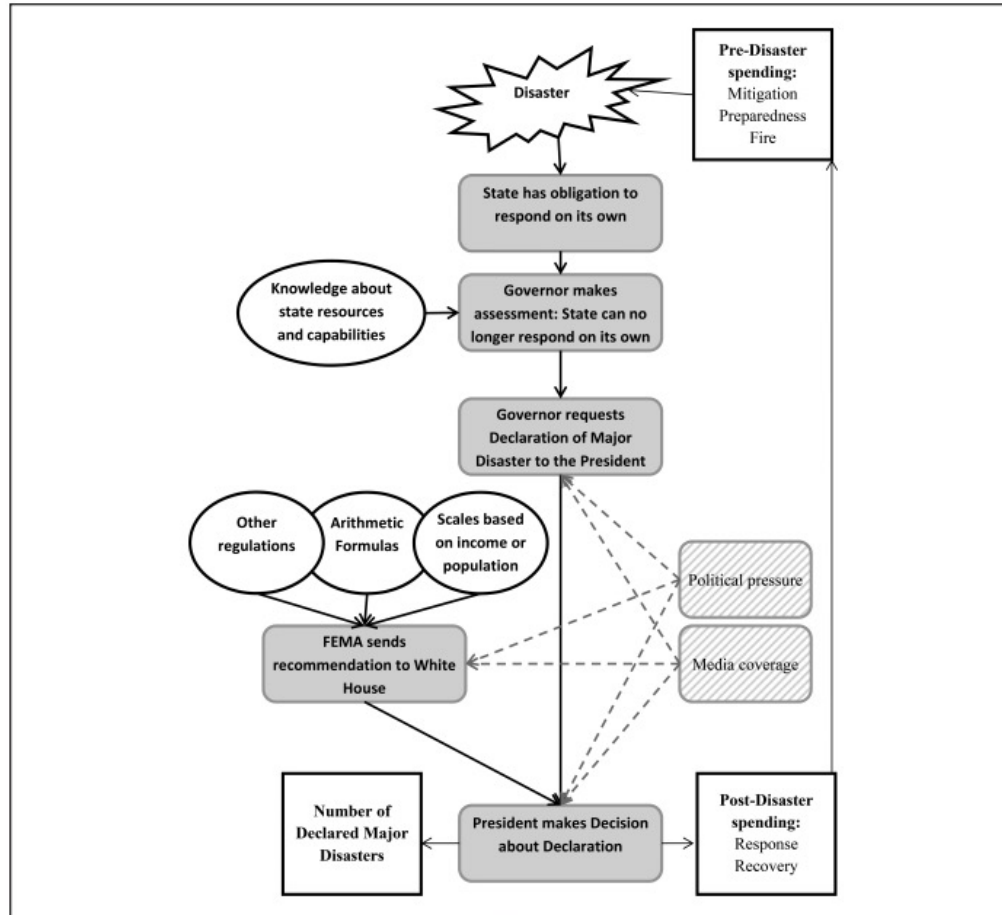 Pre-Disaster
spending:
Mitigation
Preparedness
Fire
Disaster
State has obligation to
respond on its own
Knowledge about
state resources
and capabilities
Governor makes
assessment: State can no
longer respond on its own
Governor requests
Declaration of Major
Disaster to the President
Other
regulations
Arithmetic
Formulas
Scales based
on income or
population
Political pressure
FEMA sends
recommendation to White
House
Media coverage
Number of
Declared Major
Disasters
President makes Decision
about Declaration
Post-Disaster
spending:
Response
Recovery